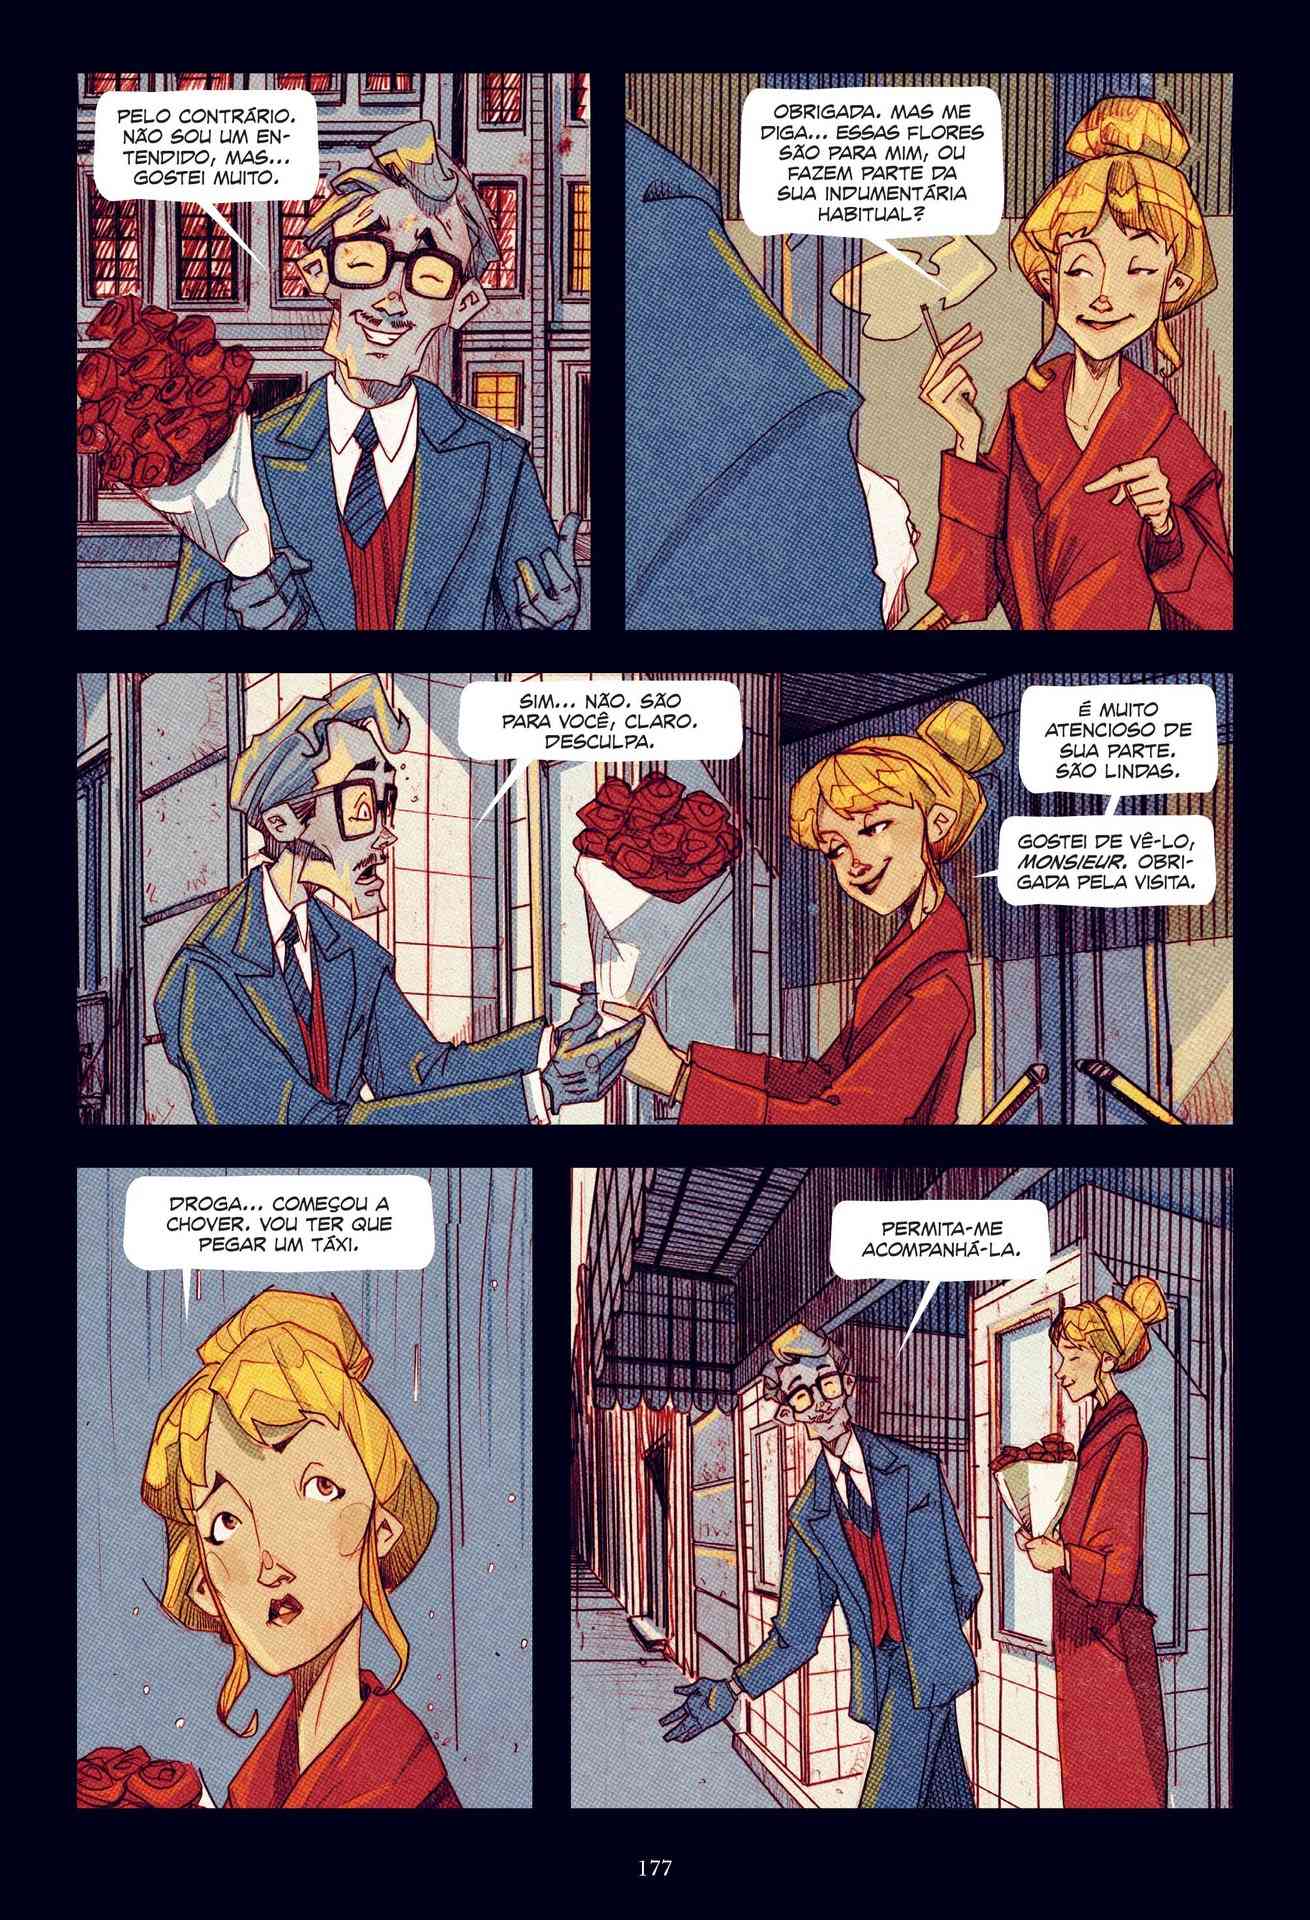 PELO CONTRÁRIO.
NÃO SOU UM EN-
TENDIDO, MAS...
GOSTEI MUITO.
OBRIGADA. MAS ME
DIGA... ESSAS FLORES
SÃO PARA MIM, OU
FAZEM PARTE DA
SUA INDUMENTÁRIA
HABITUAL?
SIM... NÃO. SÃO
PARA VOCÊ, CLARO.
DESCULPA.
É MUITO
ATENCIOSO DE
SUA PARTE.
SÃO LINDAS.
GOSTEI DE VÊ-LO,
MONSIEUR. OBRI-
GADA PELA VISITA.
DROGA... COMEÇOU A
CHOVER. VOU TER QUE
PEGAR UM TÁXI.
PERMITA-ME
ACOMPANHÁ-LA.
177